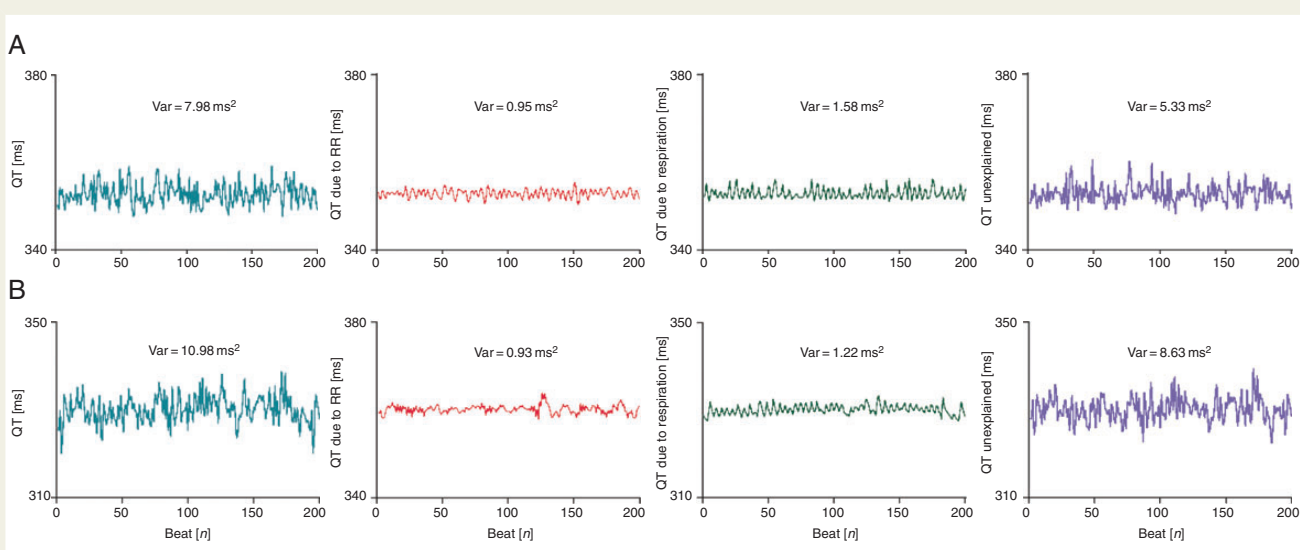 A
380
340
QT [ms]
Var = 7.98 ms²
0 50 100 150 200
380
340
QT due to RR [ms]
Var = 0.95 ms²
0 50 100 150 200
380
340
QT due to respiration [ms]
Var = 1.58 ms²
0 50 100 150 200
380
340
QT unexplained [ms]
Var = 5.33 ms²
0 50 100 150 200
B
350
310
QT [ms]
Var = 10.98 ms²
0 50 100 150 200
Beat [n]
380
340
QT due to RR [ms]
Var = 0.93 ms²
0 50 100 150 200
Beat [n]
350
310
QT due to respiration [ms]
Var = 1.22 ms²
0 50 100 150 200
Beat [n]
350
310
QT unexplained [ms]
Var = 8.63 ms²
0 50 100 150 200
Beat [n]